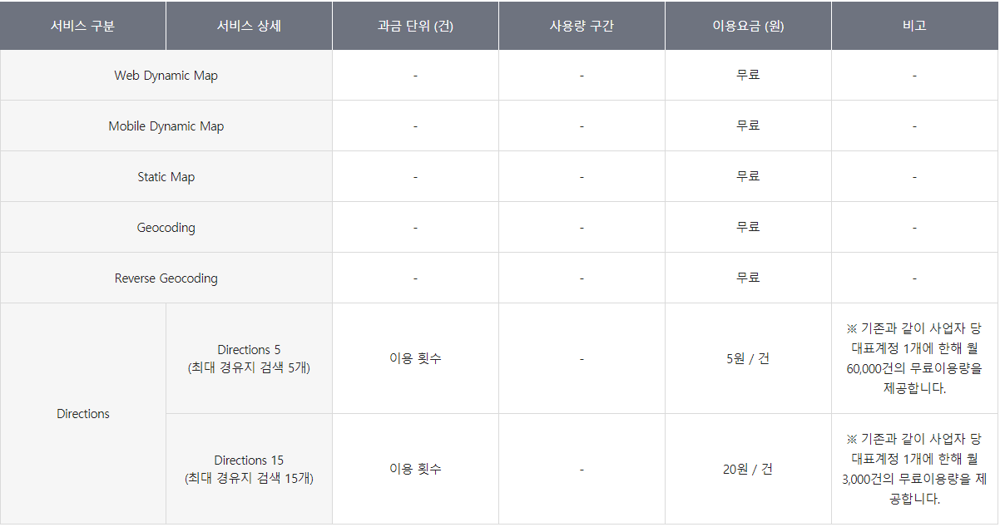 서비스 구분 서비스 상세 과금 단위 (건) 사용량 구간 이용요금 (원) 비고
Web Dynamic Map - - 무료 -
Mobile Dynamic Map - - 무료 -
Static Map - - 무료 -
Geocoding - - 무료 -
Reverse Geocoding - - 무료 -
Directions
Directions 5
(최대 경유지 검색 5개)
이용 횟수
-
5원 / 건
※ 기존과 같이 사업자 당
대표계정 1개에 한해 월
60,000건의 무료이용량을
제공합니다.
Directions 15
(최대 경유지 검색 15개)
이용 횟수
-
20원 / 건
※ 기존과 같이 사업자 당
대표계정 1개에 한해 월
3,000건의 무료이용량을 제
공합니다.